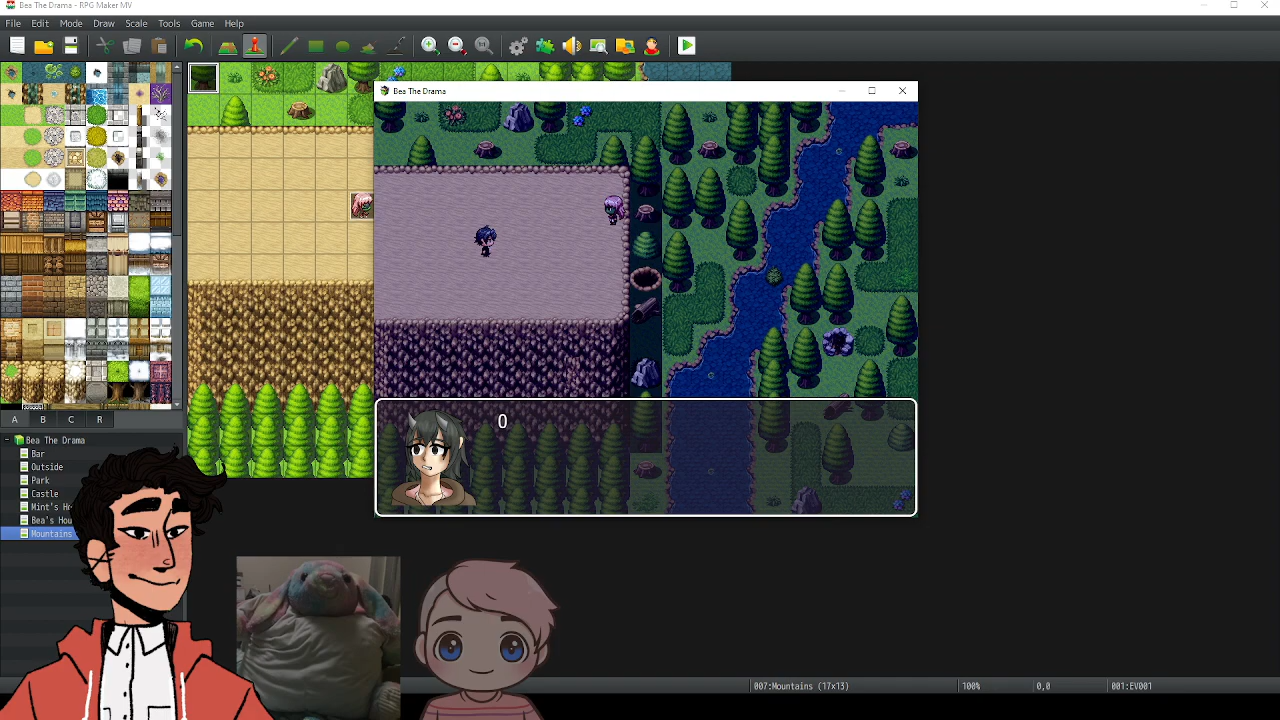 Bea The Drama - RPG Maker MV
File Edit Mode Draw Scale Tools Game Help
Bea The Drama
O
A B C R
Bea The Drama
Bar
Outside
Park
Castle
Mint's Ho
Bea's Hou
Mountains
007:Mountains (17x13) 100% 0,0 001:EV001